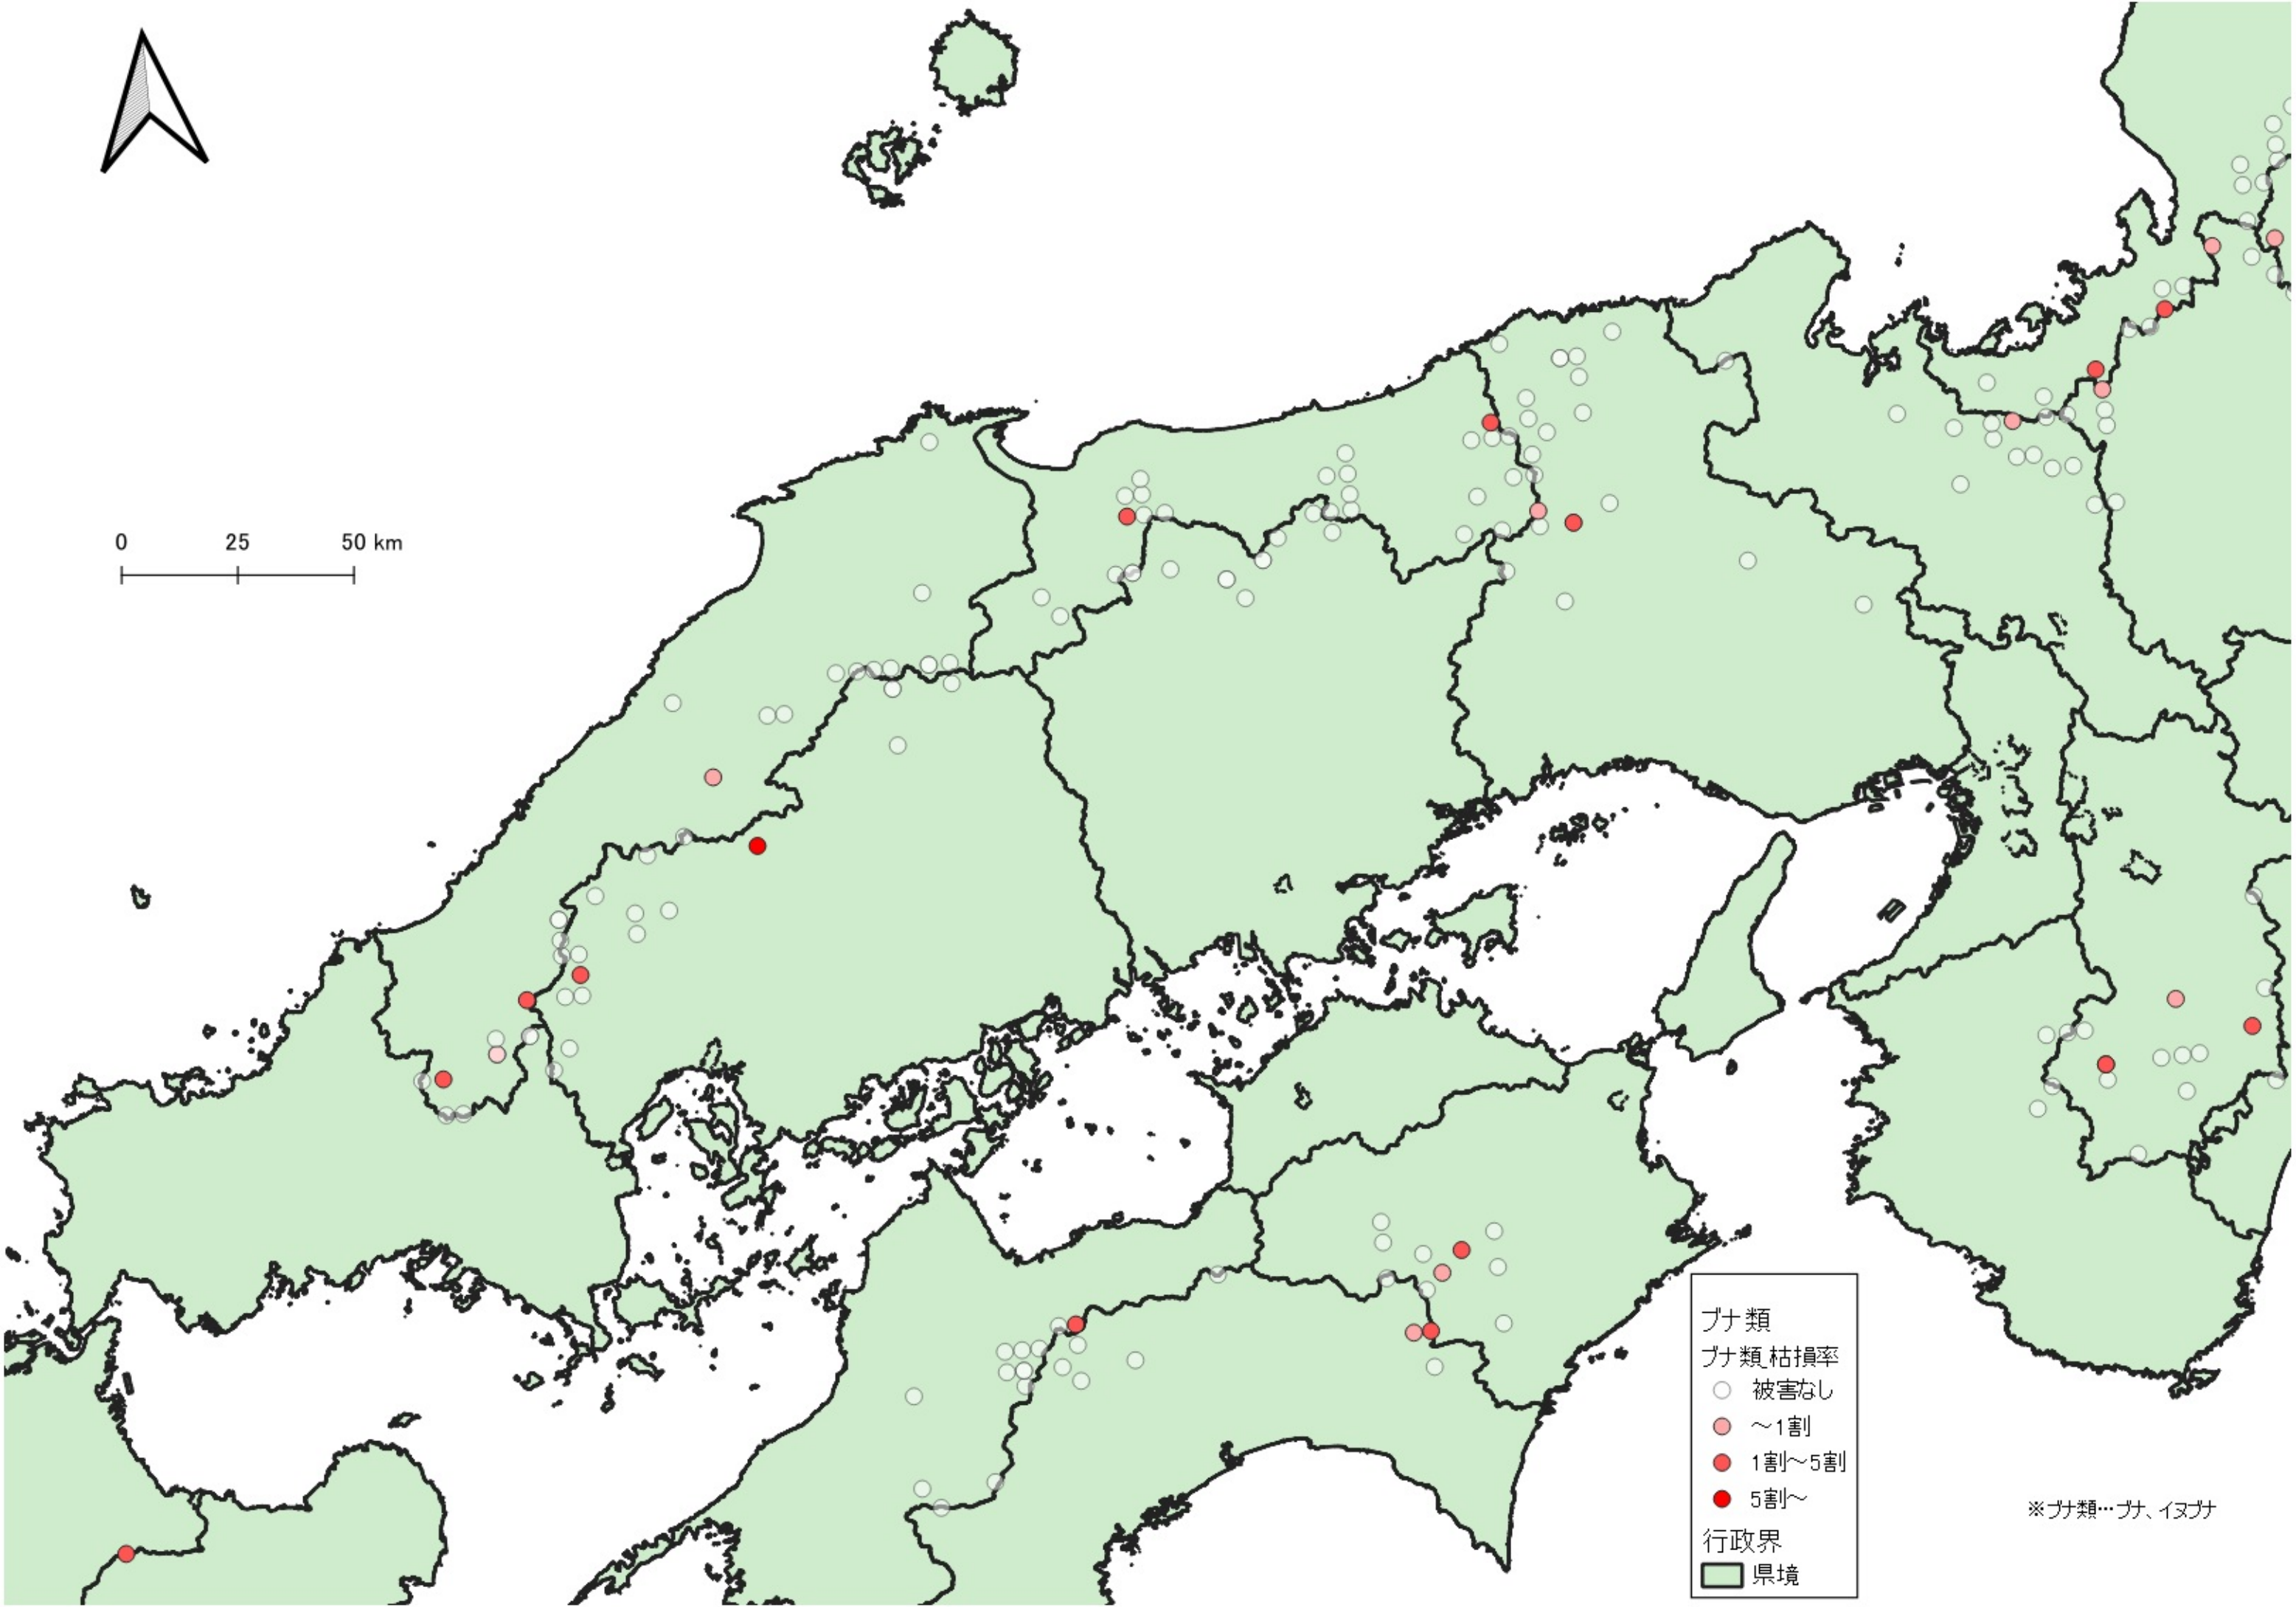 0 25 50 km
ブナ類
ブナ類_枯損率
被害なし
～1割
1割～5割
5割～
※ブナ類…ブナ、イヌブナ
行政界
県境